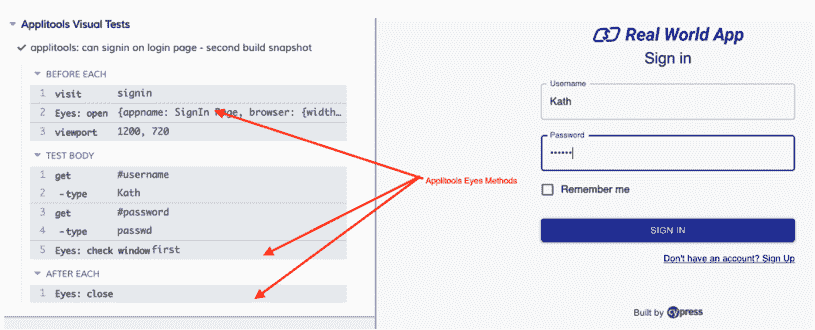 Applitools Visual Tests
applitools: can signin on login page - second build snapshot
BEFORE EACH
1 visit signin
2 Eyes: open {appname: SignIn Page, browser: {width…
3 viewport 1200, 720
TEST BODY
1 get #username
2 -type Kath
3 get #password
4 -type passwd
5 Eyes: check window first
AFTER EACH
1 Eyes: close
Applitools Eyes Methods
Real World App
Sign in
Username
Kath
Password
••••••
Remember me
SIGN IN
Don't have an account? Sign Up
Built by cypress